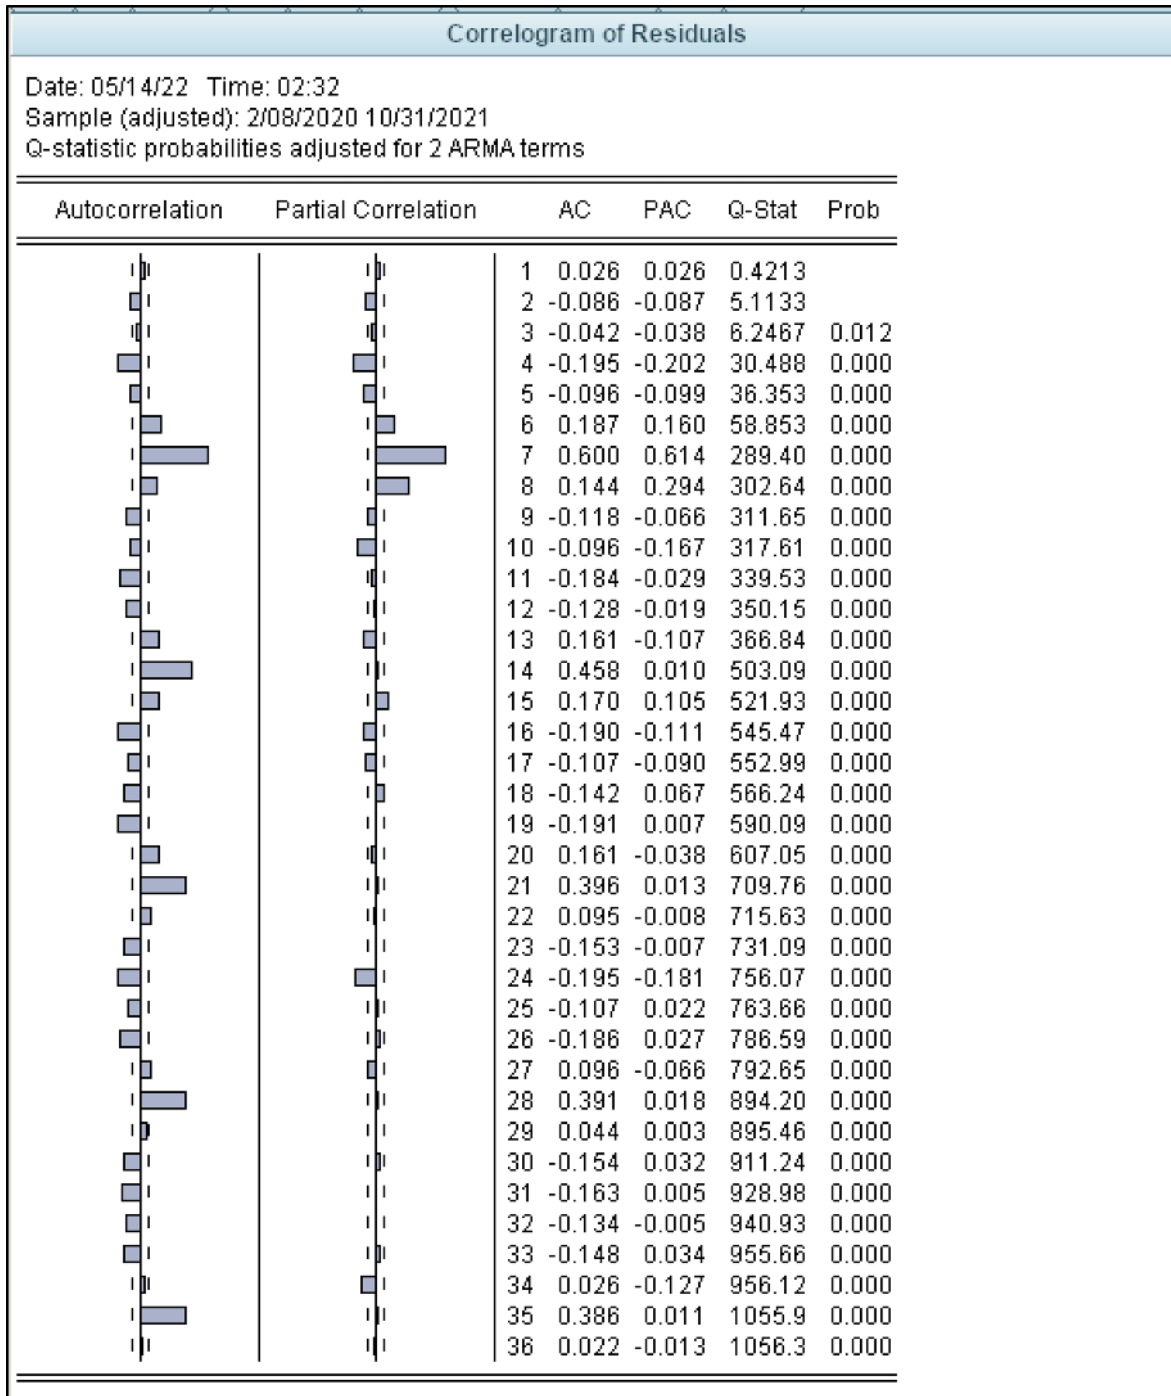 Correlogram of Residuals
Date: 05/14/22 Time: 02:32
Sample (adjusted): 2/08/2020 10/31/2021
Q-statistic probabilities adjusted for 2 ARMA terms
Autocorrelation Partial Correlation AC PAC Q-Stat Prob
1 0.026 0.026 0.4213
2 -0.086 -0.087 5.1133
3 -0.042 -0.038 6.2467 0.012
4 -0.195 -0.202 30.488 0.000
5 -0.096 -0.099 36.353 0.000
6 0.187 0.160 58.853 0.000
7 0.600 0.614 289.40 0.000
8 0.144 0.294 302.64 0.000
9 -0.118 -0.066 311.65 0.000
10 -0.096 -0.167 317.61 0.000
11 -0.184 -0.029 339.53 0.000
12 -0.128 -0.019 350.15 0.000
13 0.161 -0.107 366.84 0.000
14 0.458 0.010 503.09 0.000
15 0.170 0.105 521.93 0.000
16 -0.190 -0.111 545.47 0.000
17 -0.107 -0.090 552.99 0.000
18 -0.142 0.067 566.24 0.000
19 -0.191 0.007 590.09 0.000
20 0.161 -0.038 607.05 0.000
21 0.396 0.013 709.76 0.000
22 0.095 -0.008 715.63 0.000
23 -0.153 -0.007 731.09 0.000
24 -0.195 -0.181 756.07 0.000
25 -0.107 0.022 763.66 0.000
26 -0.186 0.027 786.59 0.000
27 0.096 -0.066 792.65 0.000
28 0.391 0.018 894.20 0.000
29 0.044 0.003 895.46 0.000
30 -0.154 0.032 911.24 0.000
31 -0.163 0.005 928.98 0.000
32 -0.134 -0.005 940.93 0.000
33 -0.148 0.034 955.66 0.000
34 0.026 -0.127 956.12 0.000
35 0.386 0.011 1055.9 0.000
36 0.022 -0.013 1056.3 0.000